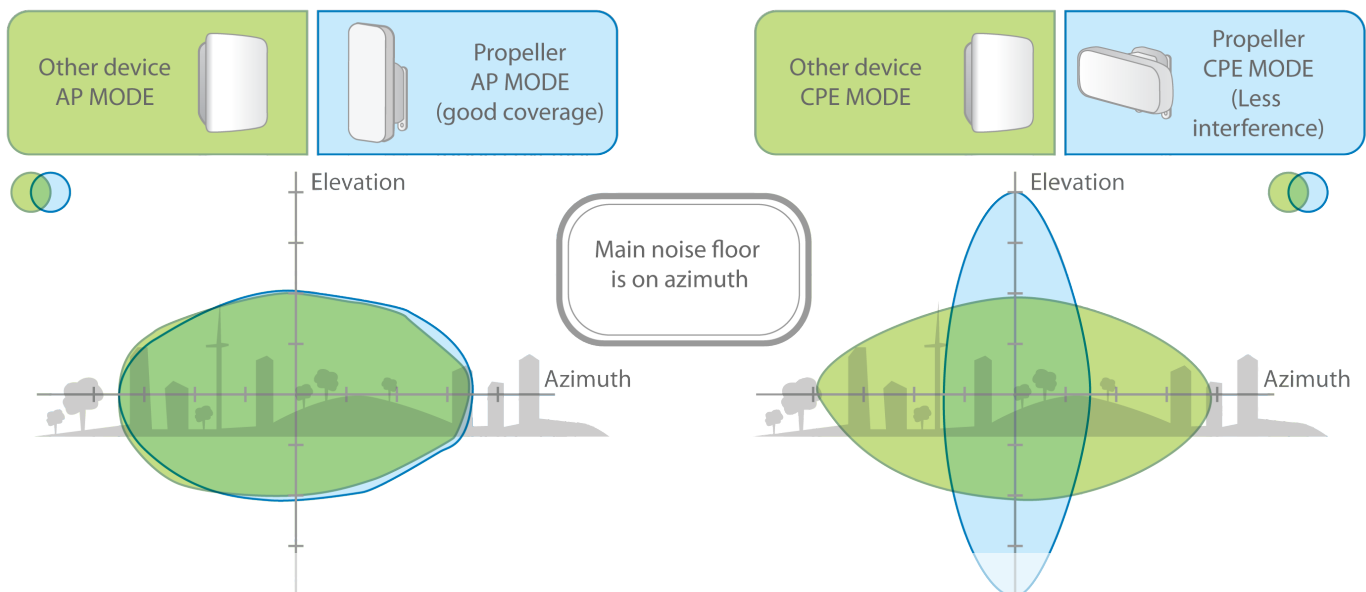 Other device
AP MODE
Propeller
AP MODE
(good coverage)
Other device
CPE MODE
Propeller
CPE MODE
(Less
interference)
Elevation
Azimuth
Main noise floor
is on azimuth
Elevation
Azimuth